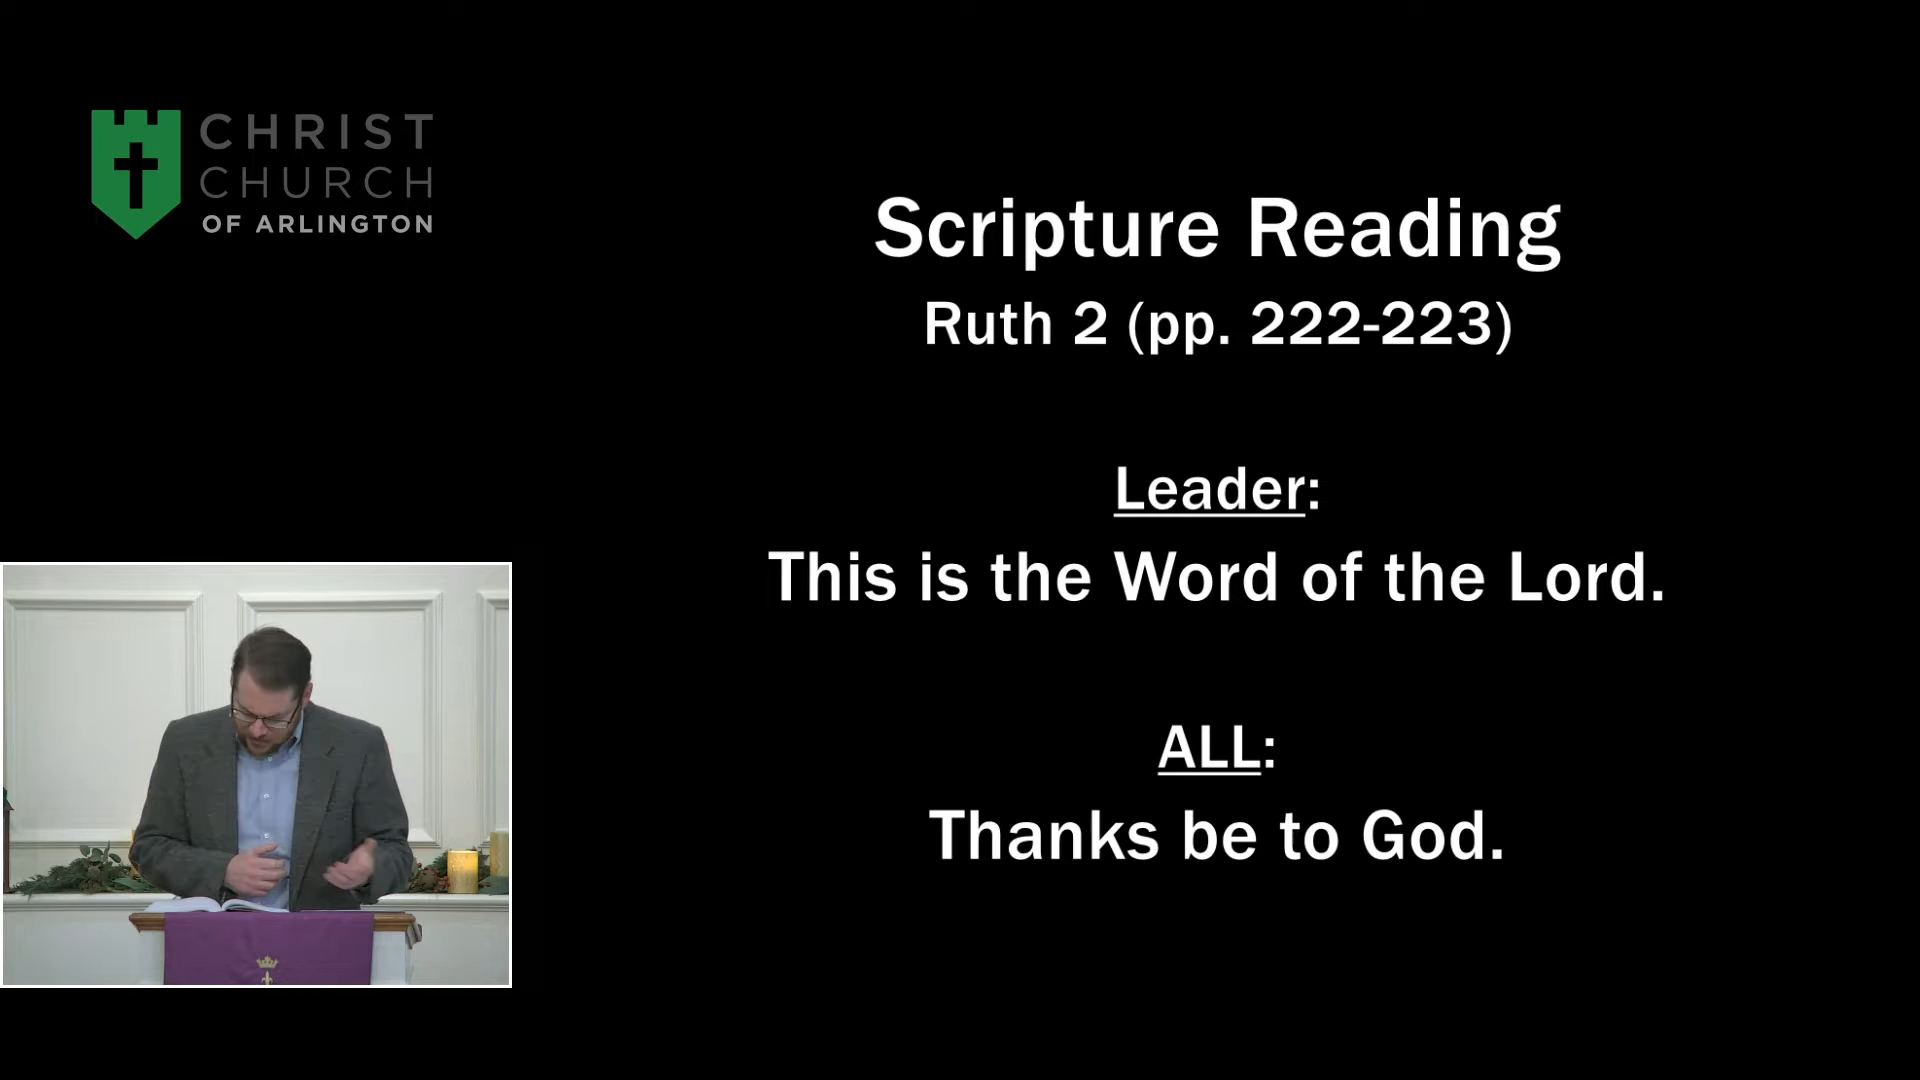 CHRIST
CHURCH
OF ARLINGTON
Scripture Reading
Ruth 2 (pp. 222-223)
Leader:
This is the Word of the Lord.
ALL:
Thanks be to God.